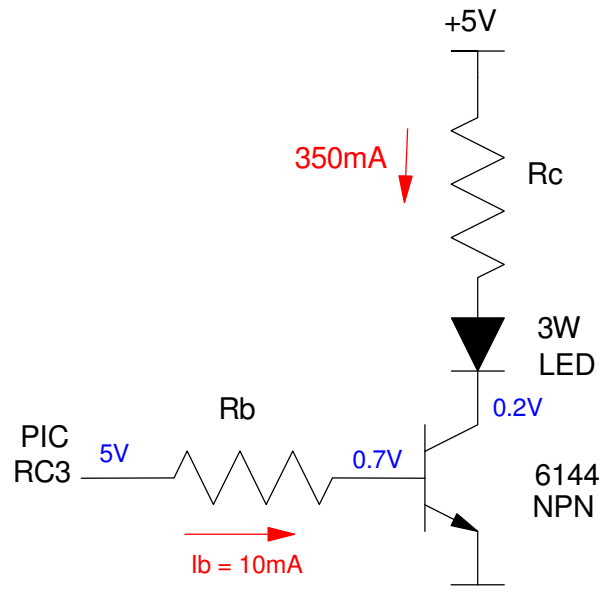 +5V
350mA
Rc
3W
LED
0.2V
Rb
PIC
RC3
5V
0.7V
6144
NPN
Ib = 10mA